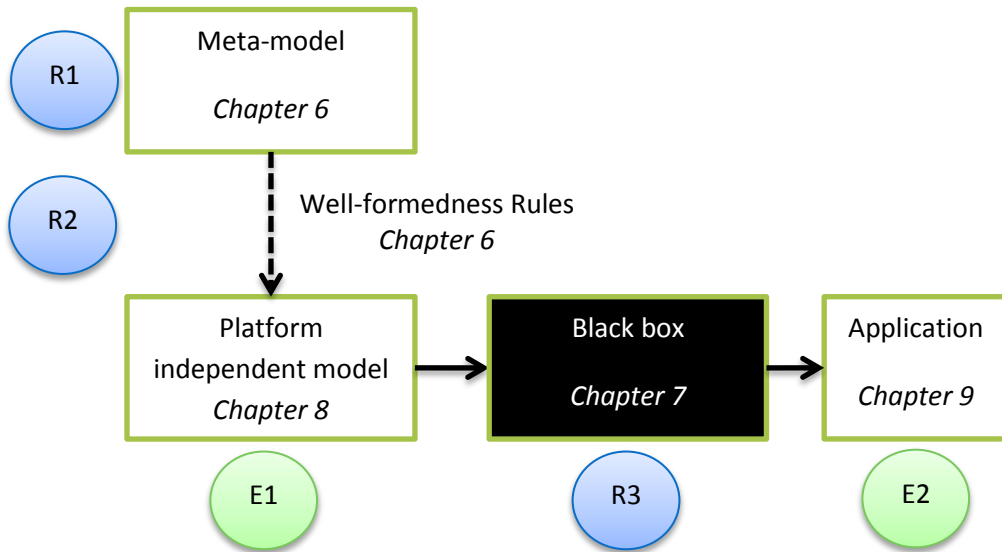 R1
Meta-model
Chapter 6
R2
Well-formedness Rules
Chapter 6
Platform
independent model
Chapter 8
Black box
Chapter 7
Application
Chapter 9
E1
R3
E2